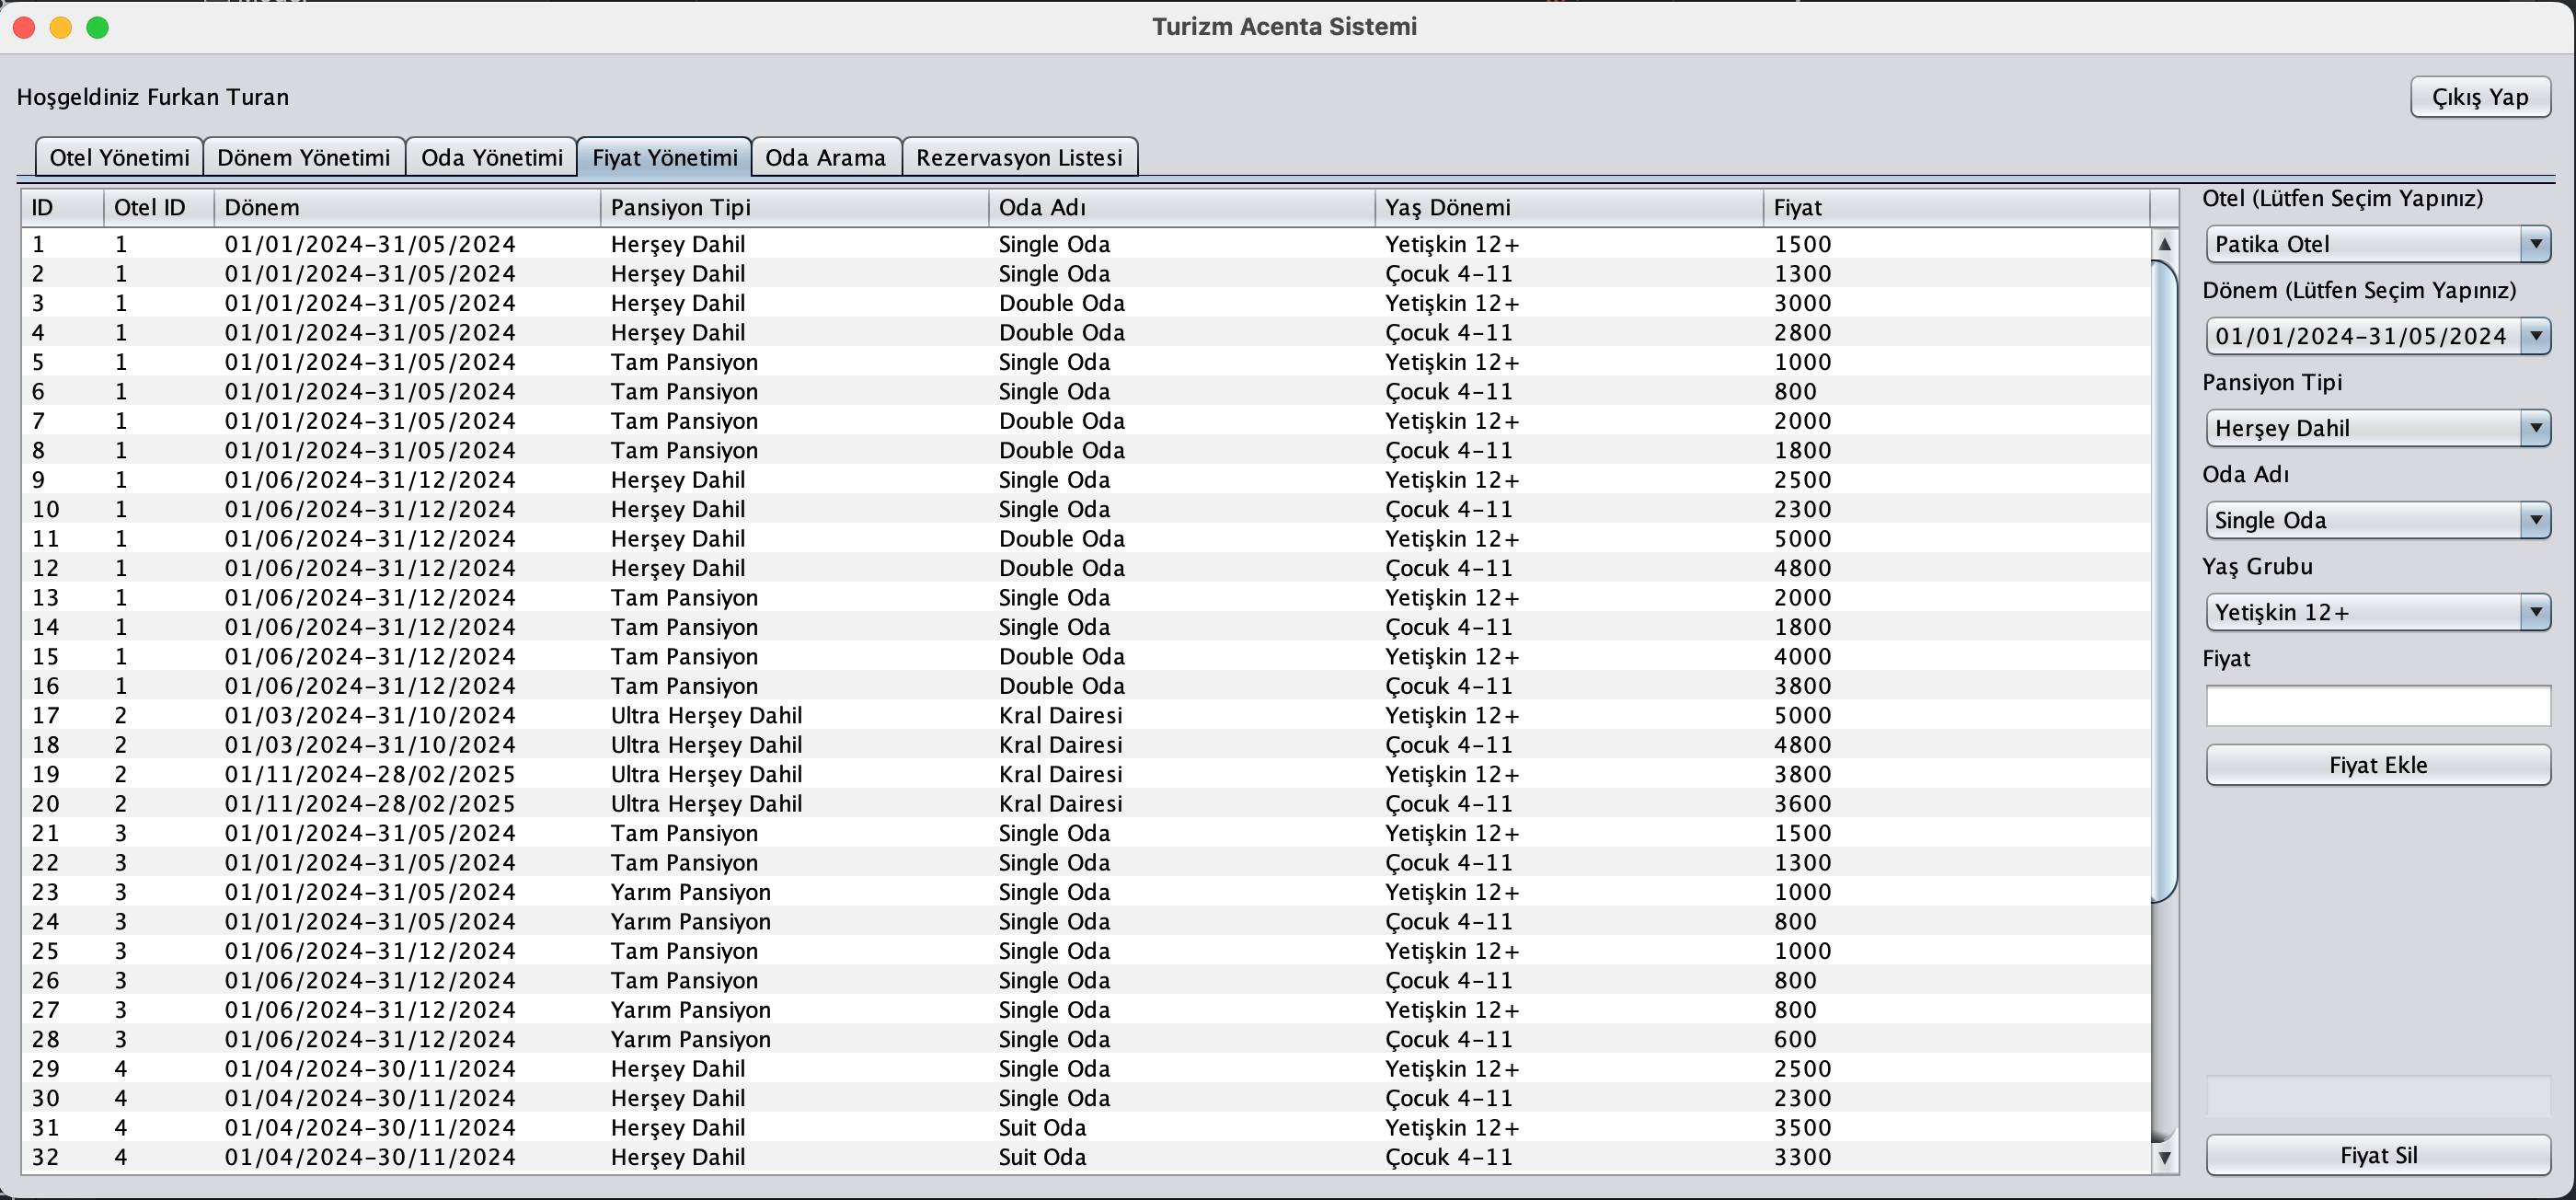 Turizm Acenta Sistemi
Hoşgeldiniz Furkan Turan
Çıkış Yap
Otel Yönetimi Dönem Yönetimi Oda Yönetimi Fiyat Yönetimi Oda Arama Rezervasyon Listesi
ID Otel ID Dönem Pansiyon Tipi Oda Adı Yaş Dönemi Fiyat
1 1 01/01/2024-31/05/2024 Herşey Dahil Single Oda Yetişkin 12+ 1500
2 1 01/01/2024-31/05/2024 Herşey Dahil Single Oda Çocuk 4-11 1300
3 1 01/01/2024-31/05/2024 Herşey Dahil Double Oda Yetişkin 12+ 3000
4 1 01/01/2024-31/05/2024 Herşey Dahil Double Oda Çocuk 4-11 2800
5 1 01/01/2024-31/05/2024 Tam Pansiyon Single Oda Yetişkin 12+ 1000
6 1 01/01/2024-31/05/2024 Tam Pansiyon Single Oda Çocuk 4-11 800
7 1 01/01/2024-31/05/2024 Tam Pansiyon Double Oda Yetişkin 12+ 2000
8 1 01/01/2024-31/05/2024 Tam Pansiyon Double Oda Çocuk 4-11 1800
9 1 01/06/2024-31/12/2024 Herşey Dahil Single Oda Yetişkin 12+ 2500
10 1 01/06/2024-31/12/2024 Herşey Dahil Single Oda Çocuk 4-11 2300
11 1 01/06/2024-31/12/2024 Herşey Dahil Double Oda Yetişkin 12+ 5000
12 1 01/06/2024-31/12/2024 Herşey Dahil Double Oda Çocuk 4-11 4800
13 1 01/06/2024-31/12/2024 Tam Pansiyon Single Oda Yetişkin 12+ 2000
14 1 01/06/2024-31/12/2024 Tam Pansiyon Single Oda Çocuk 4-11 1800
15 1 01/06/2024-31/12/2024 Tam Pansiyon Double Oda Yetişkin 12+ 4000
16 1 01/06/2024-31/12/2024 Tam Pansiyon Double Oda Çocuk 4-11 3800
17 2 01/03/2024-31/10/2024 Ultra Herşey Dahil Kral Dairesi Yetişkin 12+ 5000
18 2 01/03/2024-31/10/2024 Ultra Herşey Dahil Kral Dairesi Çocuk 4-11 4800
19 2 01/11/2024-28/02/2025 Ultra Herşey Dahil Kral Dairesi Yetişkin 12+ 3800
20 2 01/11/2024-28/02/2025 Ultra Herşey Dahil Kral Dairesi Çocuk 4-11 3600
21 3 01/01/2024-31/05/2024 Tam Pansiyon Single Oda Yetişkin 12+ 1500
22 3 01/01/2024-31/05/2024 Tam Pansiyon Single Oda Çocuk 4-11 1300
23 3 01/01/2024-31/05/2024 Yarım Pansiyon Single Oda Yetişkin 12+ 1000
24 3 01/01/2024-31/05/2024 Yarım Pansiyon Single Oda Çocuk 4-11 800
25 3 01/06/2024-31/12/2024 Tam Pansiyon Single Oda Yetişkin 12+ 1000
26 3 01/06/2024-31/12/2024 Tam Pansiyon Single Oda Çocuk 4-11 800
27 3 01/06/2024-31/12/2024 Yarım Pansiyon Single Oda Yetişkin 12+ 800
28 3 01/06/2024-31/12/2024 Yarım Pansiyon Single Oda Çocuk 4-11 600
29 4 01/04/2024-30/11/2024 Herşey Dahil Single Oda Yetişkin 12+ 2500
30 4 01/04/2024-30/11/2024 Herşey Dahil Single Oda Çocuk 4-11 2300
31 4 01/04/2024-30/11/2024 Herşey Dahil Suit Oda Yetişkin 12+ 3500
32 4 01/04/2024-30/11/2024 Herşey Dahil Suit Oda Çocuk 4-11 3300
Otel (Lütfen Seçim Yapınız)
Patika Otel
Dönem (Lütfen Seçim Yapınız)
01/01/2024-31/05/2024
Pansiyon Tipi
Herşey Dahil
Oda Adı
Single Oda
Yaş Grubu
Yetişkin 12+
Fiyat
Fiyat Ekle
Fiyat Sil